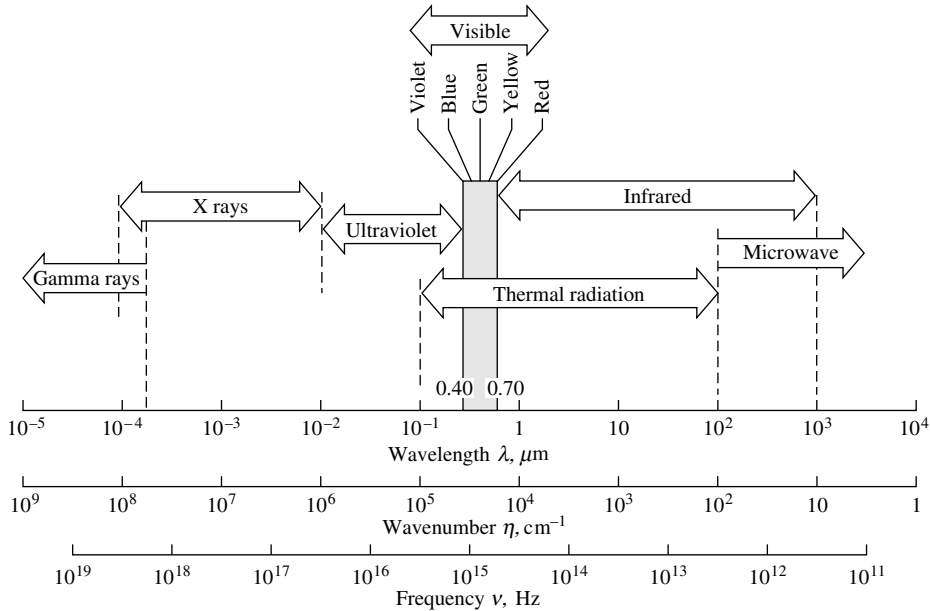 Visible
Violet
Blue
Green
Yellow
Red
X rays
Infrared
Ultraviolet
Microwave
Gamma rays
Thermal radiation
0.40 0.70
10⁻⁵ 10⁻⁴ 10⁻³ 10⁻² 10⁻¹ 1 10 10² 10³ 10⁴
Wavelength λ, μm
10⁹ 10⁸ 10⁷ 10⁶ 10⁵ 10⁴ 10³ 10² 10 1
Wavenumber η, cm⁻¹
10¹⁹ 10¹⁸ 10¹⁷ 10¹⁶ 10¹⁵ 10¹⁴ 10¹³ 10¹² 10¹¹
Frequency ν, Hz